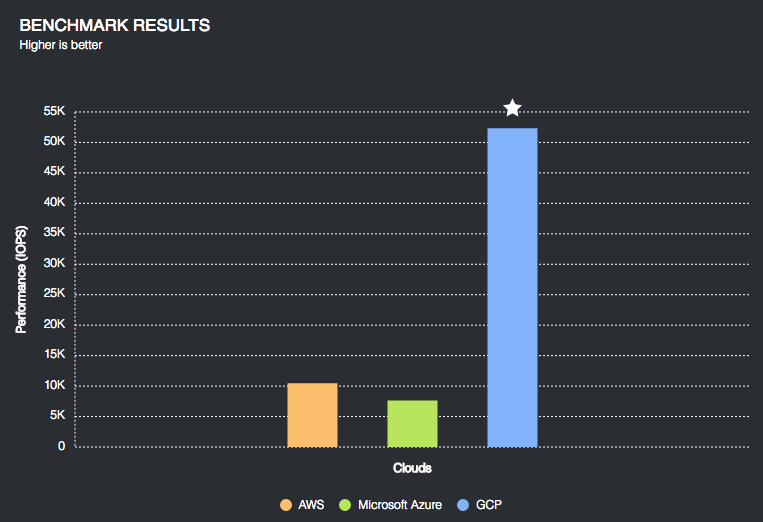 BENCHMARK RESULTS
Higher is better
55K
50K
45K
40K
35K
30K
25K
20K
15K
10K
5K
0
Performance (IOPS)
Clouds
AWS Microsoft Azure GCP